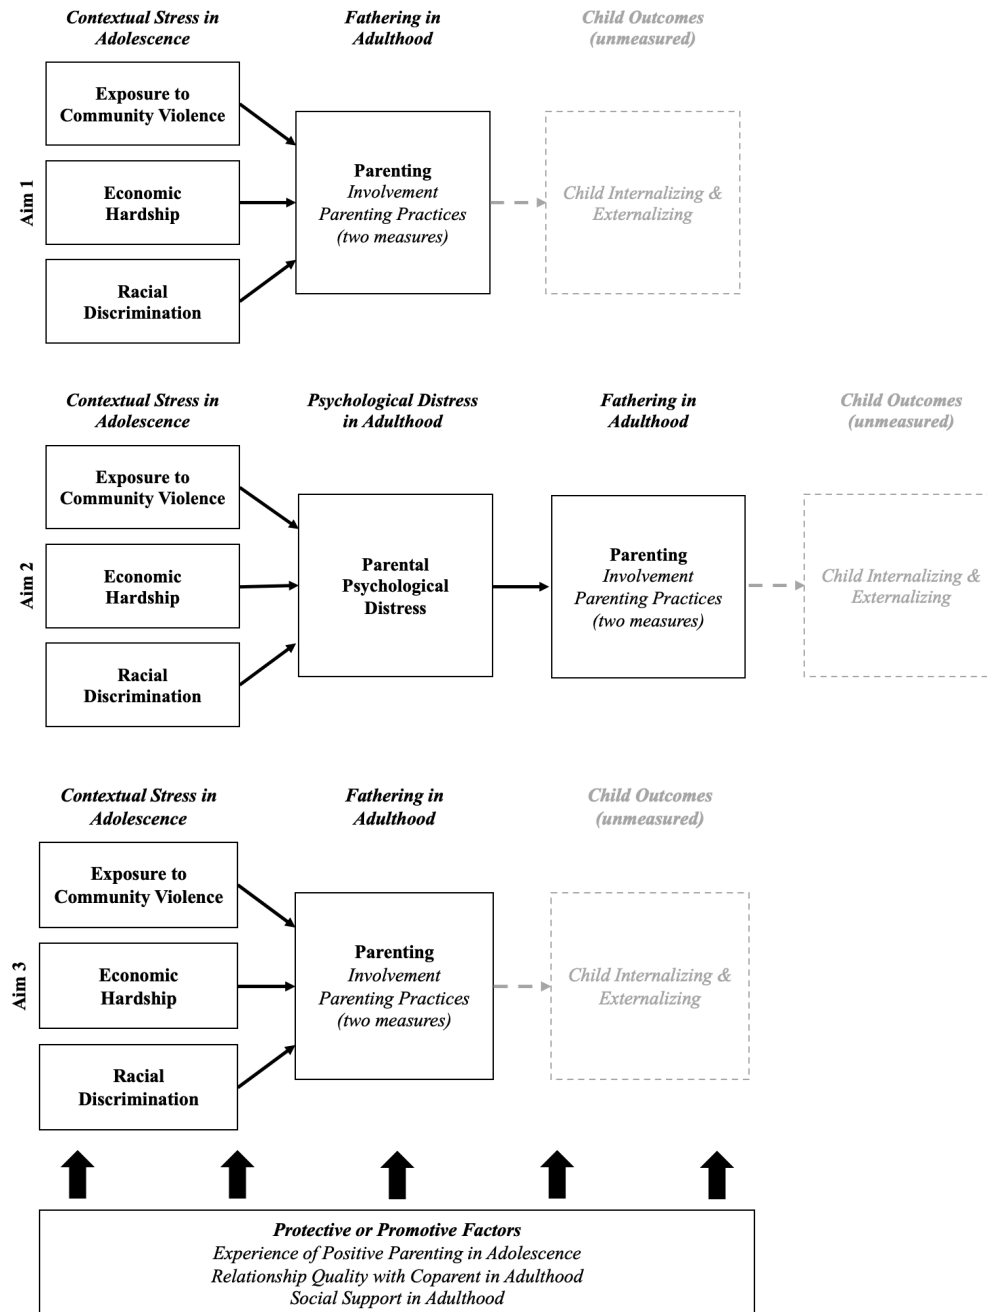 Contextual Stress in
Adolescence
Fathering in
Adulthood
Child Outcomes
(unmeasured)
Aim 1
Exposure to
Community Violence
Economic
Hardship
Racial
Discrimination
Parenting
Involvement
Parenting Practices
(two measures)
Child Internalizing &
Externalizing
Contextual Stress in
Adolescence
Psychological Distress
in Adulthood
Fathering in
Adulthood
Child Outcomes
(unmeasured)
Aim 2
Exposure to
Community Violence
Economic
Hardship
Racial
Discrimination
Parental
Psychological
Distress
Parenting
Involvement
Parenting Practices
(two measures)
Child Internalizing &
Externalizing
Contextual Stress in
Adolescence
Fathering in
Adulthood
Child Outcomes
(unmeasured)
Aim 3
Exposure to
Community Violence
Economic
Hardship
Racial
Discrimination
Parenting
Involvement
Parenting Practices
(two measures)
Child Internalizing &
Externalizing
Protective or Promotive Factors
Experience of Positive Parenting in Adolescence
Relationship Quality with Coparent in Adulthood
Social Support in Adulthood